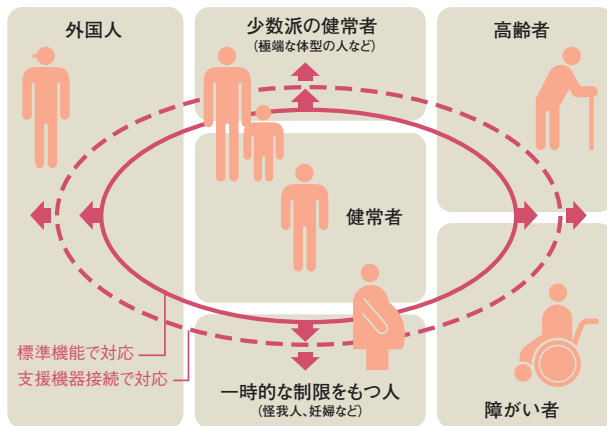 外国人
少数派の健常者
（極端な体型の人など）
高齢者
健常者
標準機能で対応
支援機器接続で対応
一時的な制限をもつ人
（怪我人、妊婦など）
障がい者